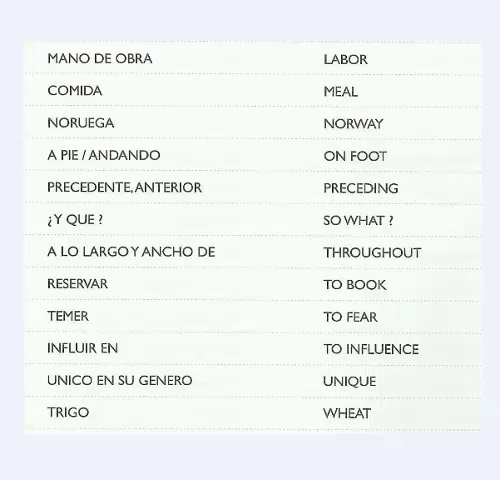 MANO DE OBRA LABOR
COMIDA MEAL
NORUEGA NORWAY
A PIE / ANDANDO ON FOOT
PRECEDENTE, ANTERIOR PRECEDING
¿Y QUE ? SO WHAT ?
A LO LARGO Y ANCHO DE THROUGHOUT
RESERVAR TO BOOK
TEMER TO FEAR
INFLUIR EN TO INFLUENCE
UNICO EN SU GENERO UNIQUE
TRIGO WHEAT